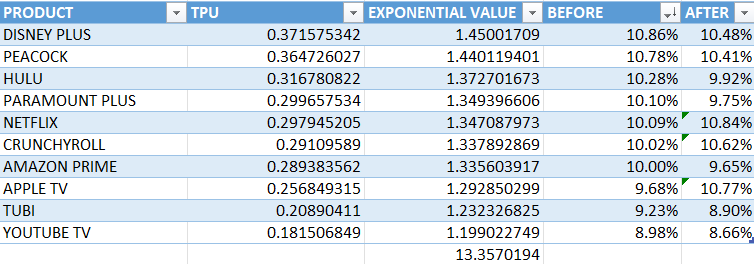 PRODUCT TPU EXPONENTIAL VALUE BEFORE AFTER
DISNEY PLUS 0.371575342 1.45001709 10.86% 10.48%
PEACOCK 0.364726027 1.440119401 10.78% 10.41%
HULU 0.316780822 1.372701673 10.28% 9.92%
PARAMOUNT PLUS 0.299657534 1.349396606 10.10% 9.75%
NETFLIX 0.297945205 1.347087973 10.09% 10.84%
CRUNCHYROLL 0.29109589 1.337892869 10.02% 10.62%
AMAZON PRIME 0.289383562 1.335603917 10.00% 9.65%
APPLE TV 0.256849315 1.292850299 9.68% 10.77%
TUBI 0.20890411 1.232326825 9.23% 8.90%
YOUTUBE TV 0.181506849 1.199022749 8.98% 8.66%
13.3570194